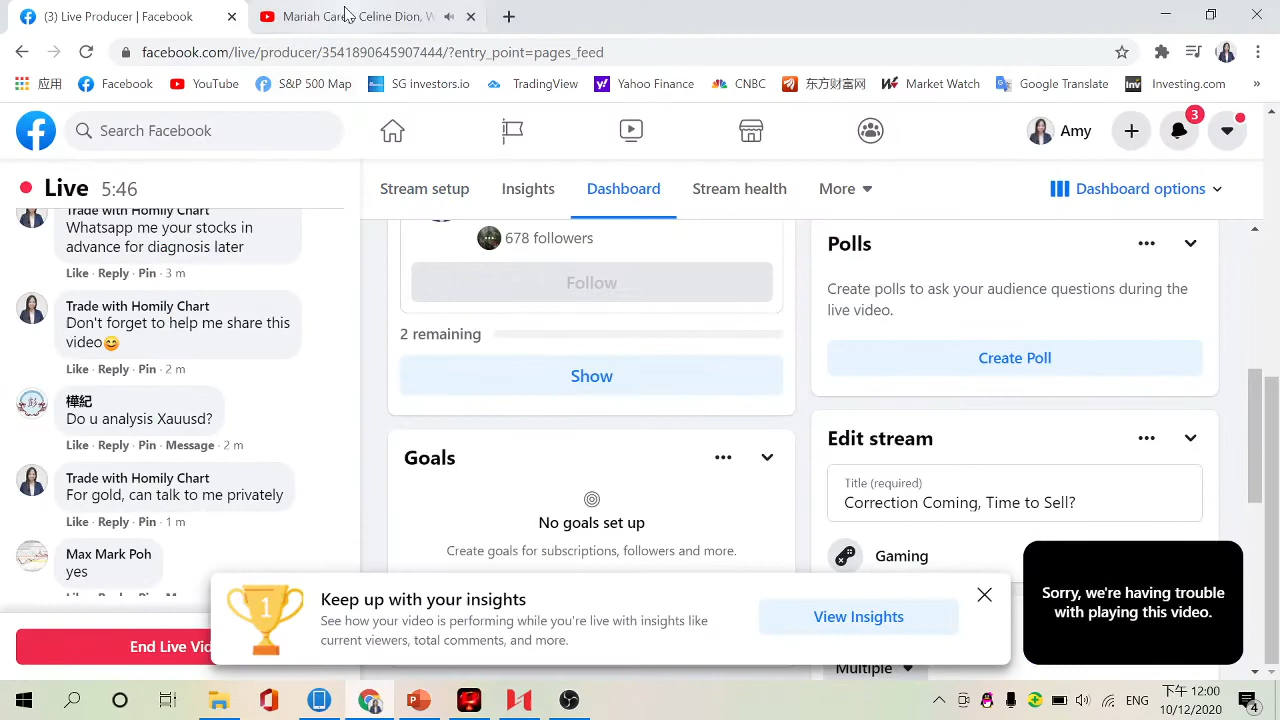 (3) Live Producer | Facebook
Mariah Carey Celine Dion, W
facebook.com/live/producer/3541890645907444/?entry_point=pages_feed
应用
Facebook
YouTube
S&P 500 Map
SG investors.io
TradingView
Yahoo Finance
CNBC
东方财富网
Market Watch
Google Translate
Investing.com
»
Search Facebook
Amy
3
Live 5:46
Stream setup
Insights
Dashboard
Stream health
More
Dashboard options
Trade with Homily Chart
Whatsapp me your stocks in
advance for diagnosis later
Like · Reply · Pin · 3 m
Trade with Homily Chart
Don't forget to help me share this
video😊
Like · Reply · Pin · 2 m
樺紀
Do u analysis Xauusd?
Like · Reply · Pin · Message · 2 m
Trade with Homily Chart
For gold, can talk to me privately
Like · Reply · Pin · 1 m
Max Mark Poh
yes
End Live Vid
678 followers
Follow
2 remaining
Show
Goals
No goals set up
Create goals for subscriptions, followers and more.
Polls
Create polls to ask your audience questions during the
live video.
Create Poll
Edit stream
Title (required)
Correction Coming, Time to Sell?
Gaming
Multiple
Keep up with your insights
See how your video is performing while you're live with insights like
current viewers, total comments, and more.
View Insights
Sorry, we're having trouble
with playing this video.
ENG
下午 12:00
10/12/2020
4